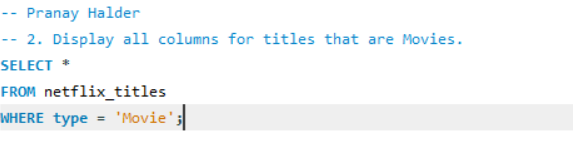 -- Pranay Halder
-- 2. Display all columns for titles that are Movies.
SELECT *
FROM netflix_titles
WHERE type = 'Movie';